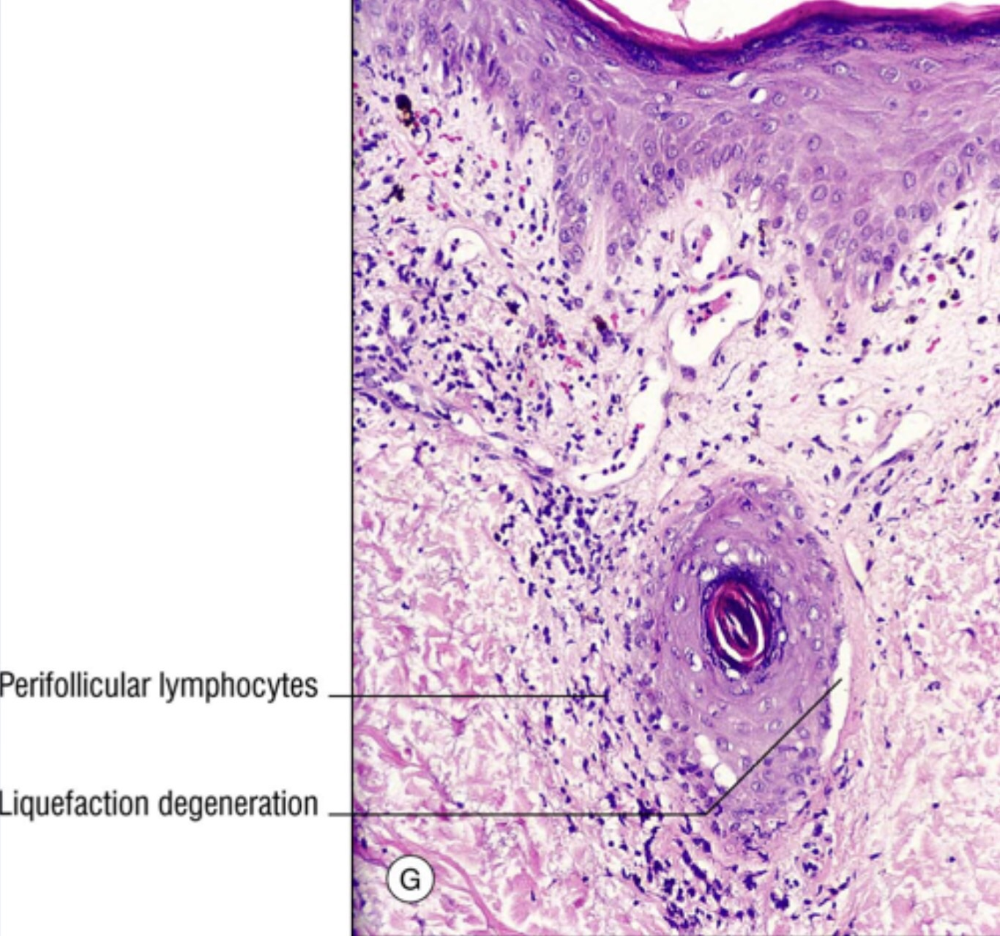 Perifollicular lymphocytes
Liquefaction degeneration
G